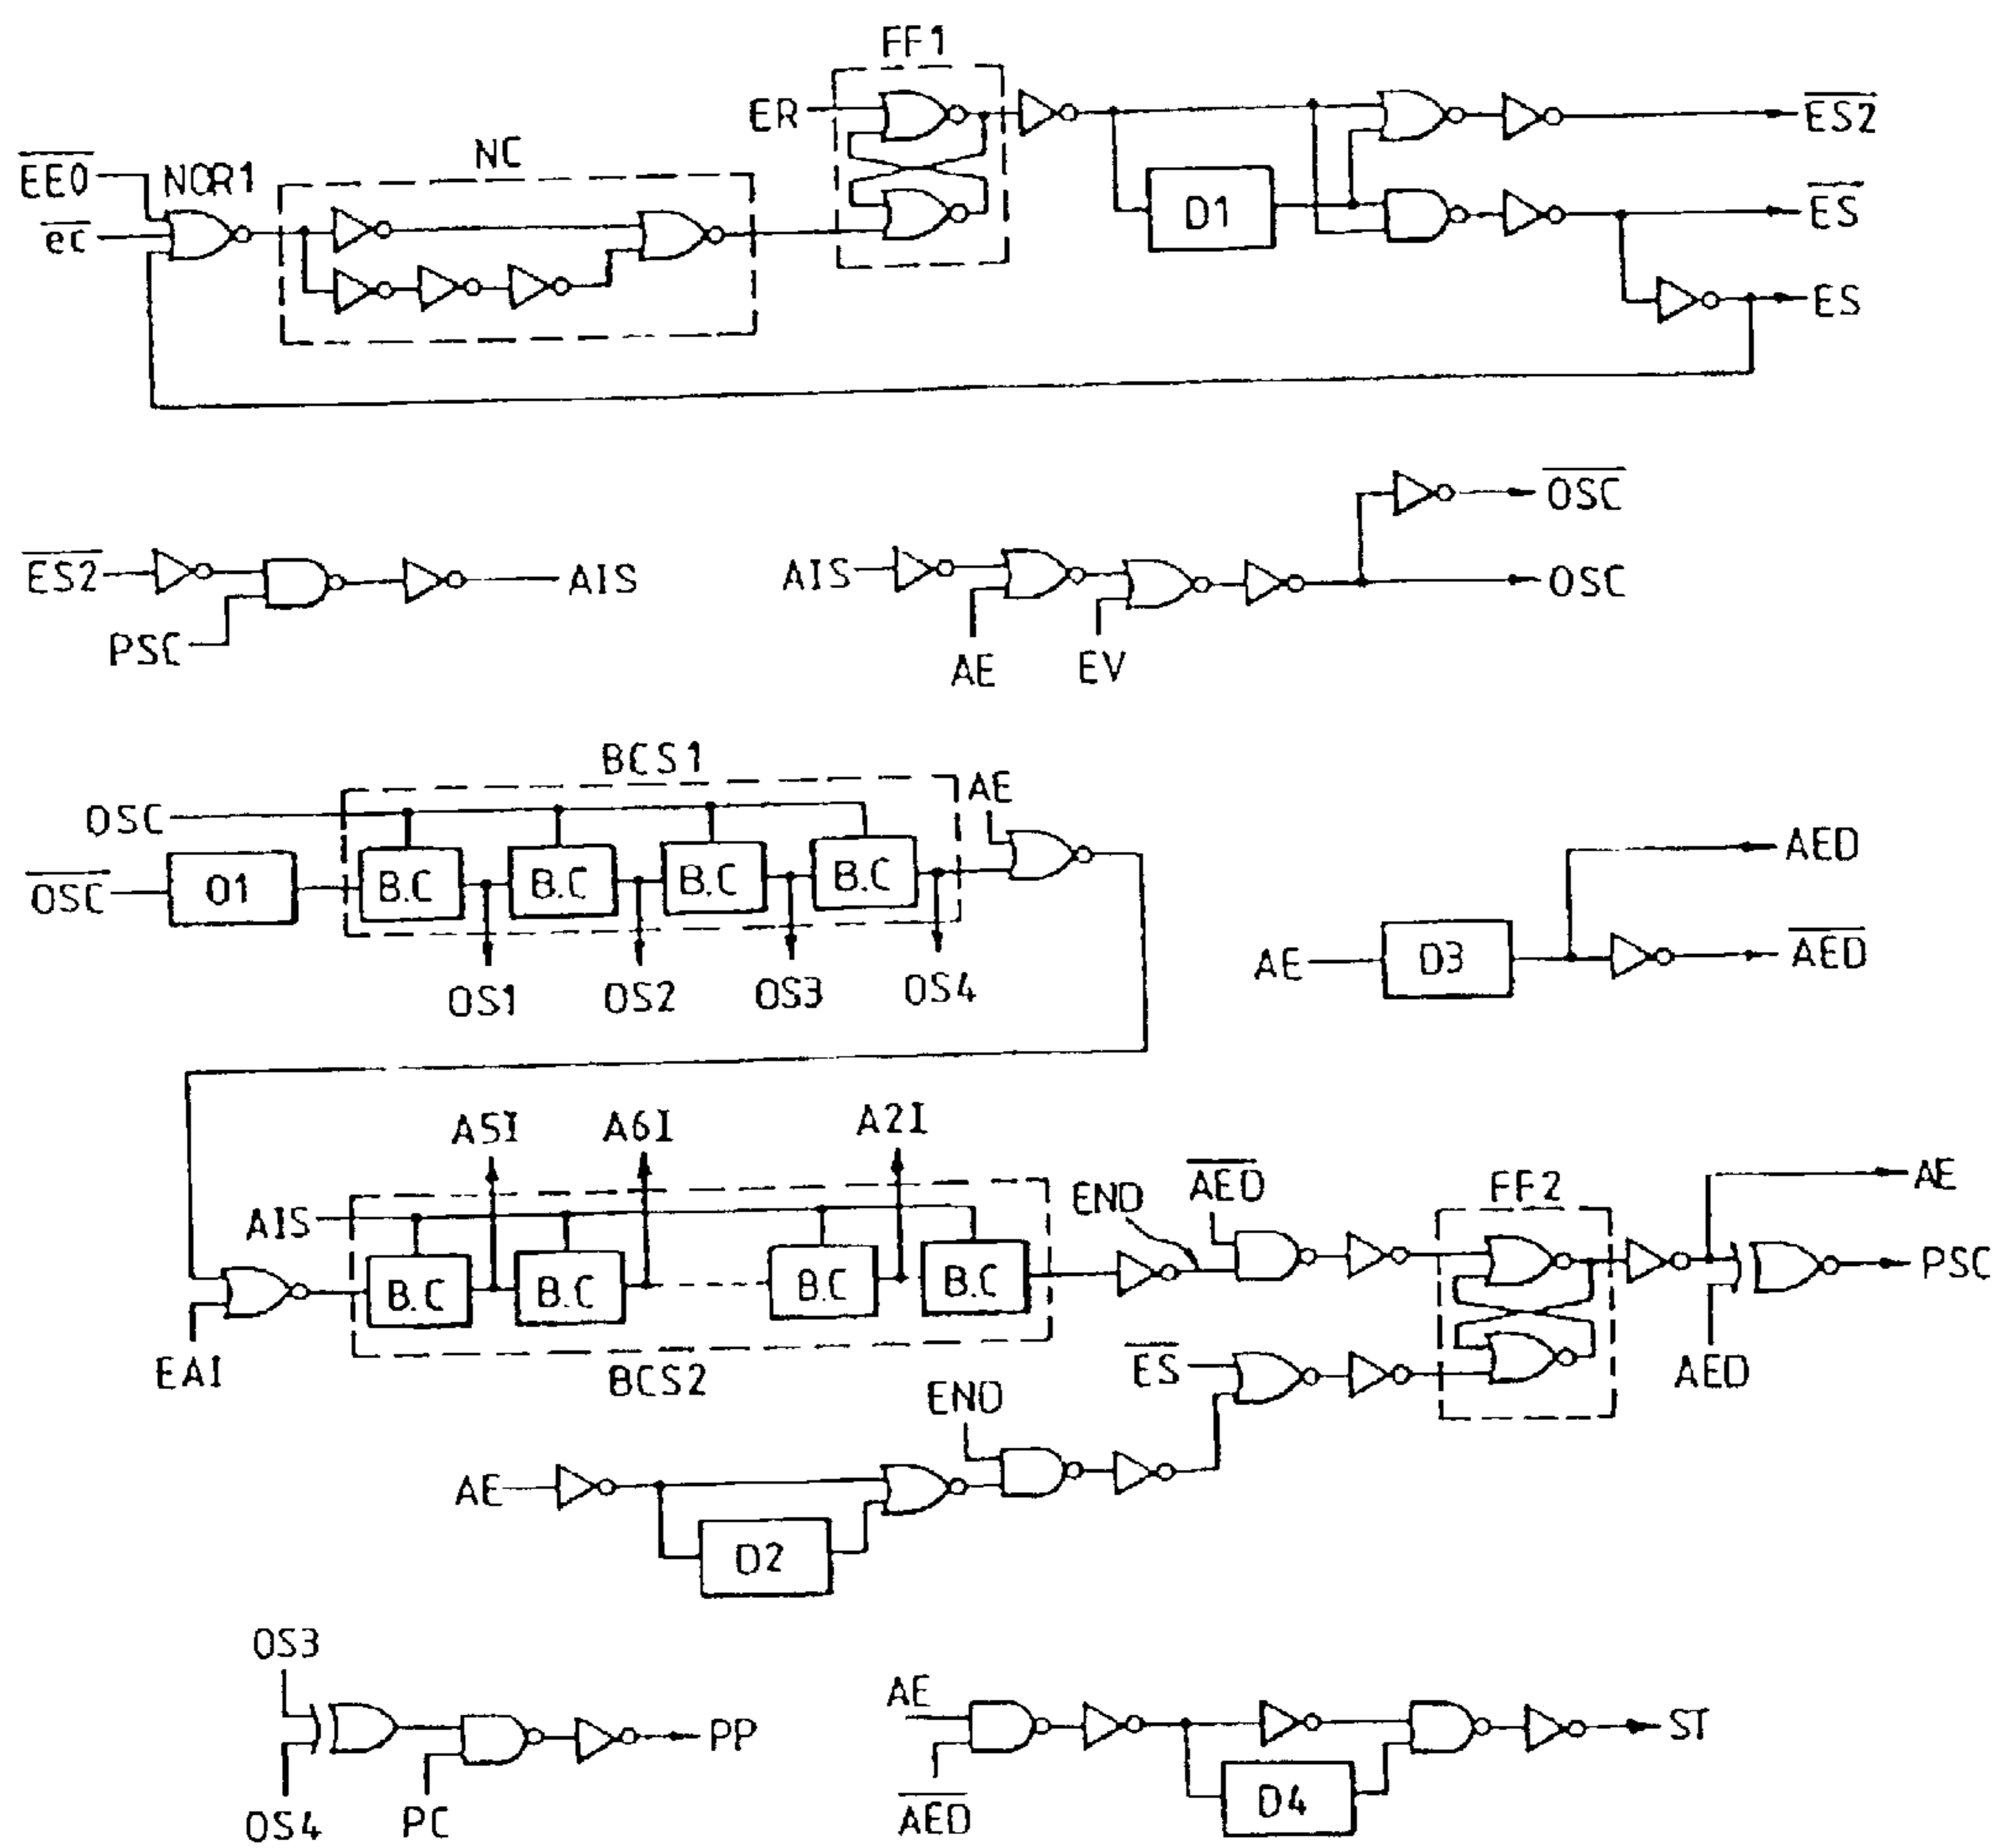 FF1
ER
ES2
EE0
NOR1
NC
ec
D1
ES
ES
OSC
ES2
AIS
PSC
AIS
AE
EV
OSC
BCS1
AE
OSC
OSC
O1
B.C
B.C
B.C
B.C
OS1
OS2
OS3
OS4
AED
AE
D3
AED
A5I
A6I
A2I
AIS
B.C
B.C
B.C
B.C
EAI
BCS2
END
AED
FF2
AE
PSC
AED
ES
END
AE
D2
OS3
OS4
PC
PP
AE
AED
D4
ST